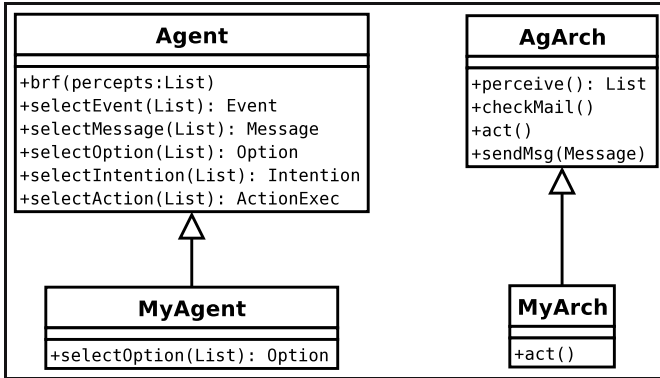 Agent
+brf(percepts:List)
+selectEvent(List): Event
+selectMessage(List): Message
+selectOption(List): Option
+selectIntention(List): Intention
+selectAction(List): ActionExec
AgArch
+perceive(): List
+checkMail()
+act()
+sendMsg(Message)
MyAgent
+selectOption(List): Option
MyArch
+act()